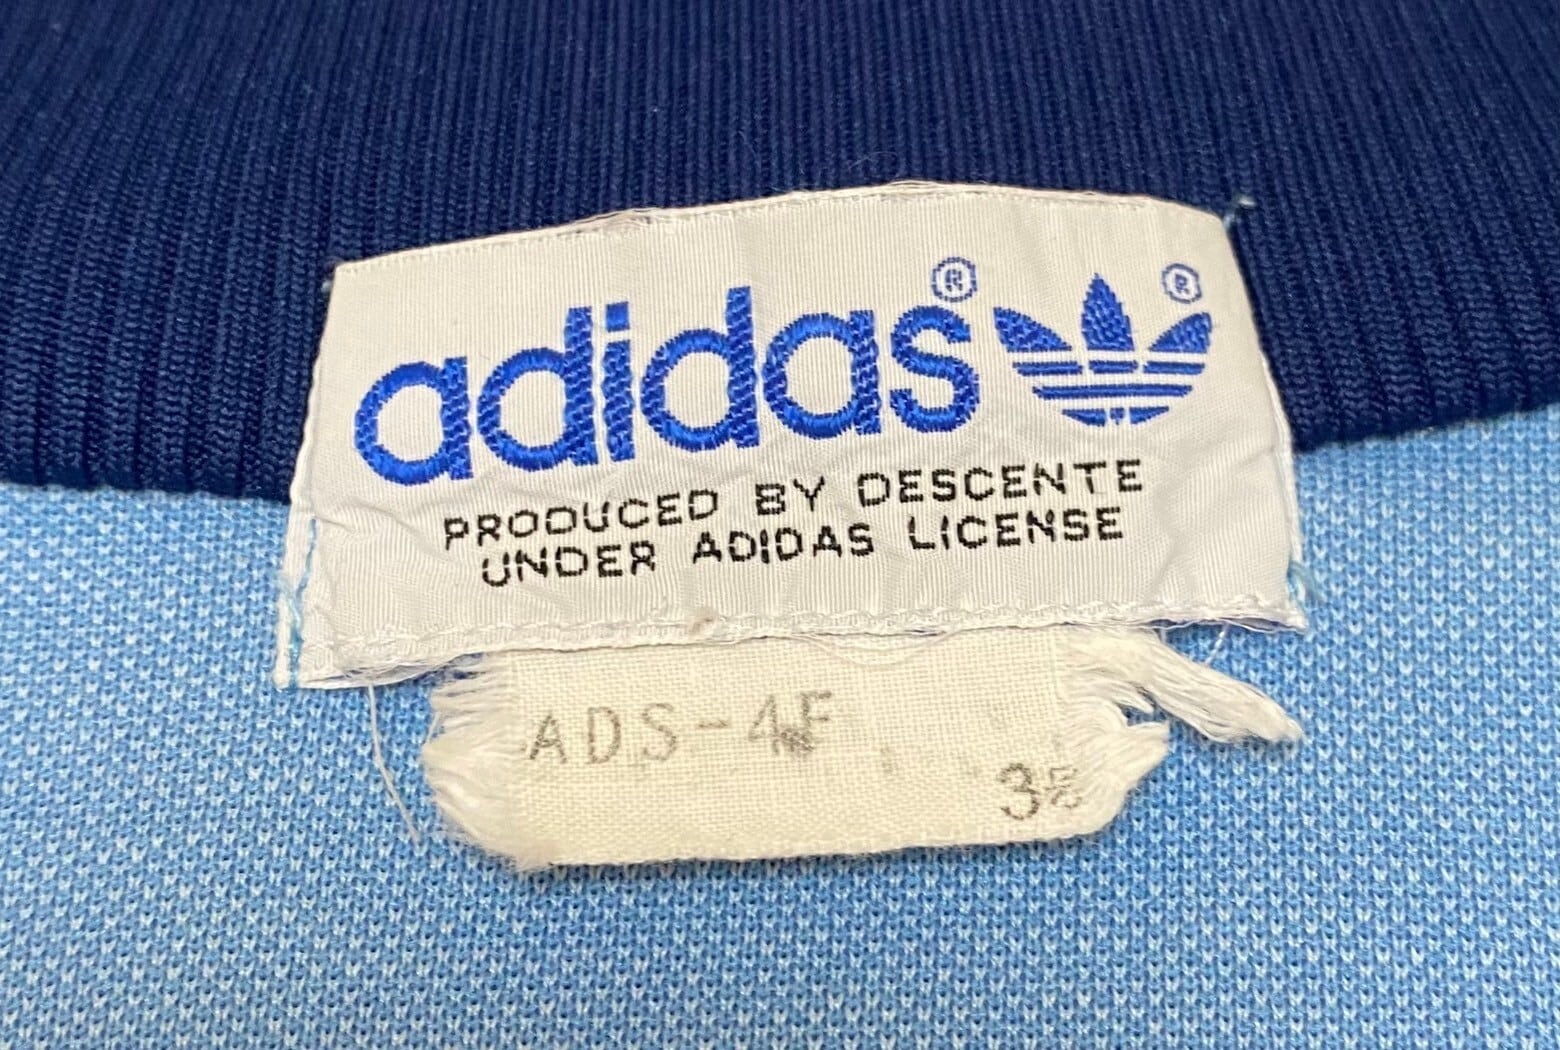 adidas®
®
PRODUCED BY DESCENTE
UNDER ADIDAS LICENSE
ADS-4F